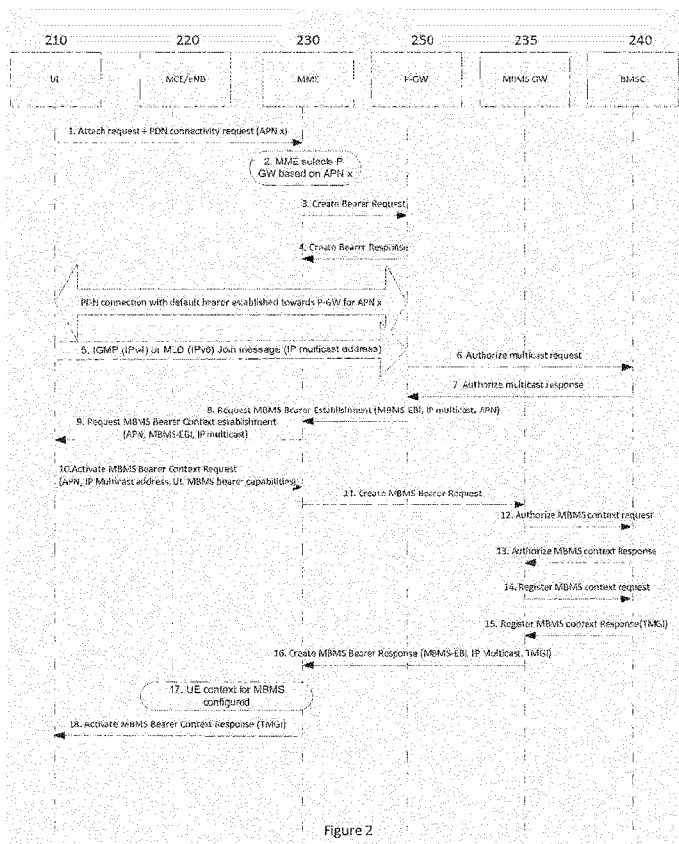 210 220 230 250 235 240
UE MCE/eNB MME P-GW MBMS GW BMSC
1. Attach request + PDN connectivity request (APN x)
2. MME selects P-
GW based on APN x
3. Create Bearer Request
4. Create Bearer Response
PDN connection with default bearer established towards P-GW for APN x
5. IGMP (IPv4) or MLD (IPv6) Join message (IP multicast address)
6. Authorize multicast request
7. Authorize multicast response
8. Request MBMS Bearer Establishment (MBMS-EBI, IP multicast, APN)
9. Request MBMS Bearer Context establishment
(APN, MBMS-EBI, IP multicast)
10.Activate MBMS Bearer Context Request
(APN, IP Multicast address, UE MBMS bearer capabilities)
11. Create MBMS Bearer Request
12. Authorize MBMS context request
13. Authorize MBMS context Response
14. Register MBMS context request
15. Register MBMS context Response(TMGI)
16. Create MBMS Bearer Response (MBMS-EBI, IP Multicast, TMGI)
17. UE context for MBMS
configured
18. Activate MBMS Bearer Context Response (TMGI)
Figure 2